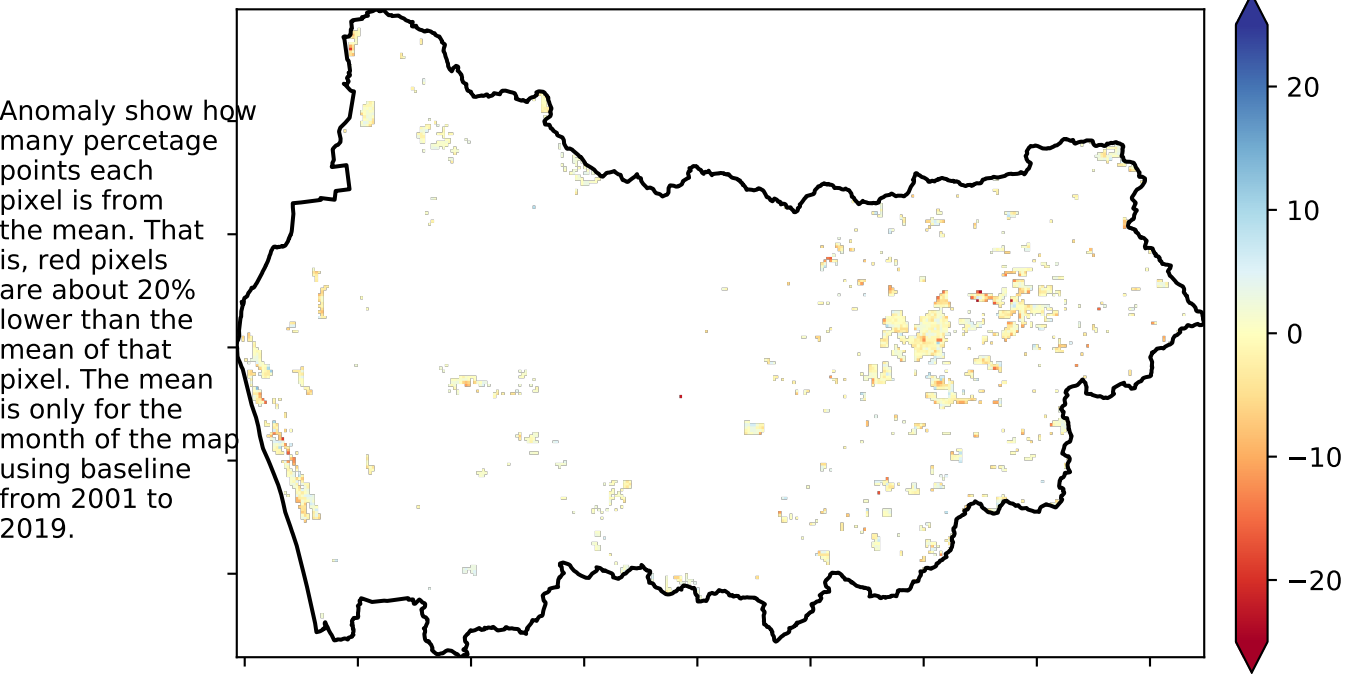 Anomaly show how
many percetage
points each
pixel is from
the mean. That
is, red pixels
are about 20%
lower than the
mean of that
pixel. The mean
is only for the
month of the map
using baseline
from 2001 to
2019.
20
10
0
−10
−20